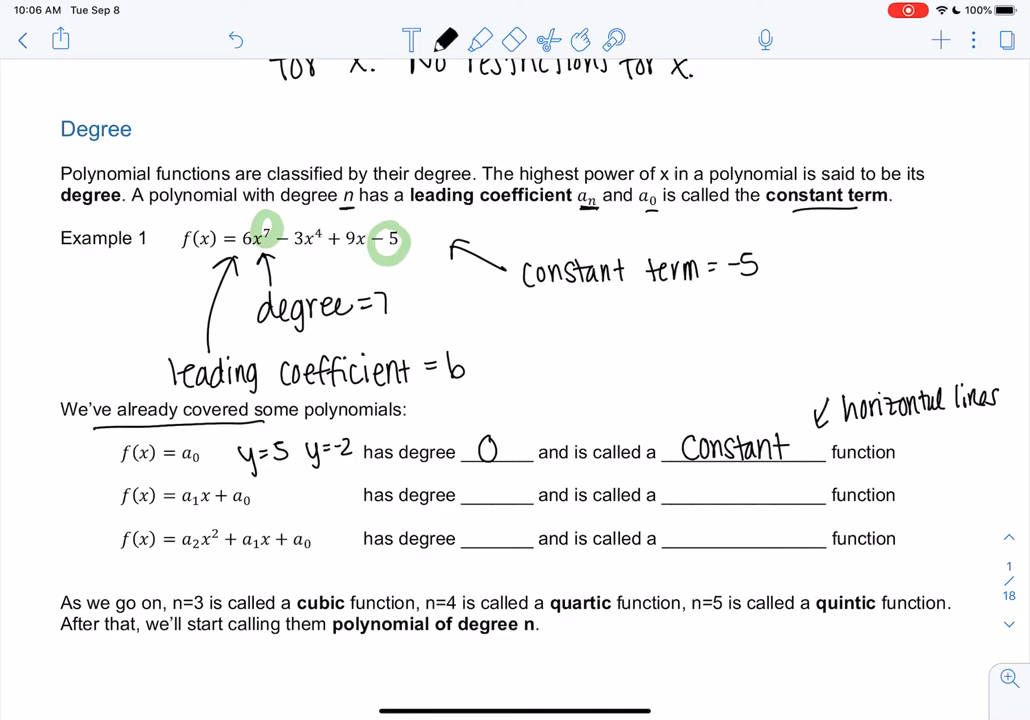 10:06 AM Tue Sep 8 100%
for x. No restrictions for x.
Degree
Polynomial functions are classified by their degree. The highest power of x in a polynomial is said to be its
degree. A polynomial with degree n has a leading coefficient aₙ and a₀ is called the constant term.
Example 1 f(x) = 6x⁷ − 3x⁴ + 9x − 5
constant term = -5
degree = 7
leading coefficient = 6
We've already covered some polynomials:
horizontal lines
f(x) = a₀ y=5 y=-2 has degree 0 and is called a constant function
f(x) = a₁x + a₀ has degree ______ and is called a ______________ function
f(x) = a₂x² + a₁x + a₀ has degree ______ and is called a ______________ function
As we go on, n=3 is called a cubic function, n=4 is called a quartic function, n=5 is called a quintic function.
After that, we'll start calling them polynomial of degree n.
1
/
18